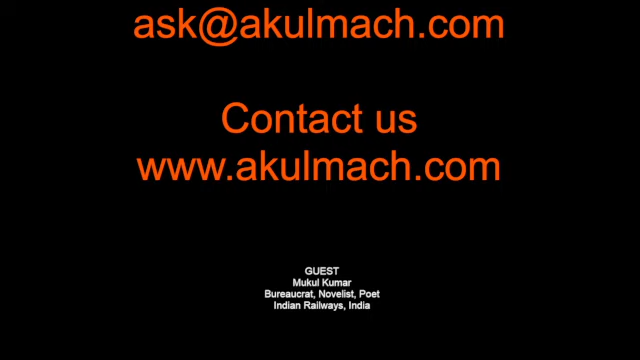 ask@akulmach.com
Contact us
www.akulmach.com
GUEST
Mukul Kumar
Bureaucrat, Novelist, Poet
Indian Railways, India